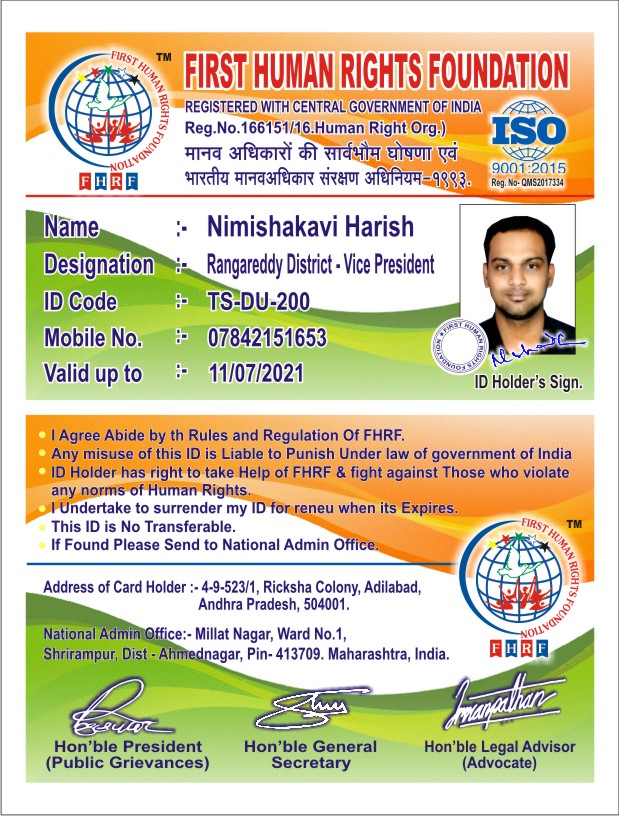 TM
FIRST HUMAN RIGHTS FOUNDATION
REGISTERED WITH CENTRAL GOVERNMENT OF INDIA
Reg.No.166151/16.Human Right Org.)
मानव अधिकारों की सार्वभौम घोषणा एवं
भारतीय मानवअधिकार संरक्षण अधिनियम-१९९३.
FIRST HUMAN RIGHTS FOUNDATION
FHRF
ISO
9001:2015
Reg. No- QMS2017334
Name :- Nimishakavi Harish
Designation :- Rangareddy District - Vice President
ID Code :- TS-DU-200
Mobile No. :- 07842151653
Valid up to :- 11/07/2021
FIRST HUMAN RIGHTS FOUNDATION
ID Holder's Sign.
I Agree Abide by th Rules and Regulation Of FHRF.
Any misuse of this ID is Liable to Punish Under law of government of India
ID Holder has right to take Help of FHRF & fight against Those who violate
any norms of Human Rights.
I Undertake to surrender my ID for reneu when its Expires.
This ID is No Transferable.
If Found Please Send to National Admin Office.
TM
FIRST HUMAN RIGHTS FOUNDATION
FHRF
Address of Card Holder :- 4-9-523/1, Ricksha Colony, Adilabad,
Andhra Pradesh, 504001.
National Admin Office:- Millat Nagar, Ward No.1,
Shrirampur, Dist - Ahmednagar, Pin- 413709. Maharashtra, India.
Imranpathan
Hon'ble President
(Public Grievances)
Hon'ble General
Secretary
Hon'ble Legal Advisor
(Advocate)